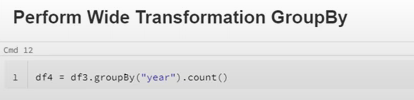 Perform Wide Transformation GroupBy
Cmd 12
1 df4 = df3.groupBy("year").count()